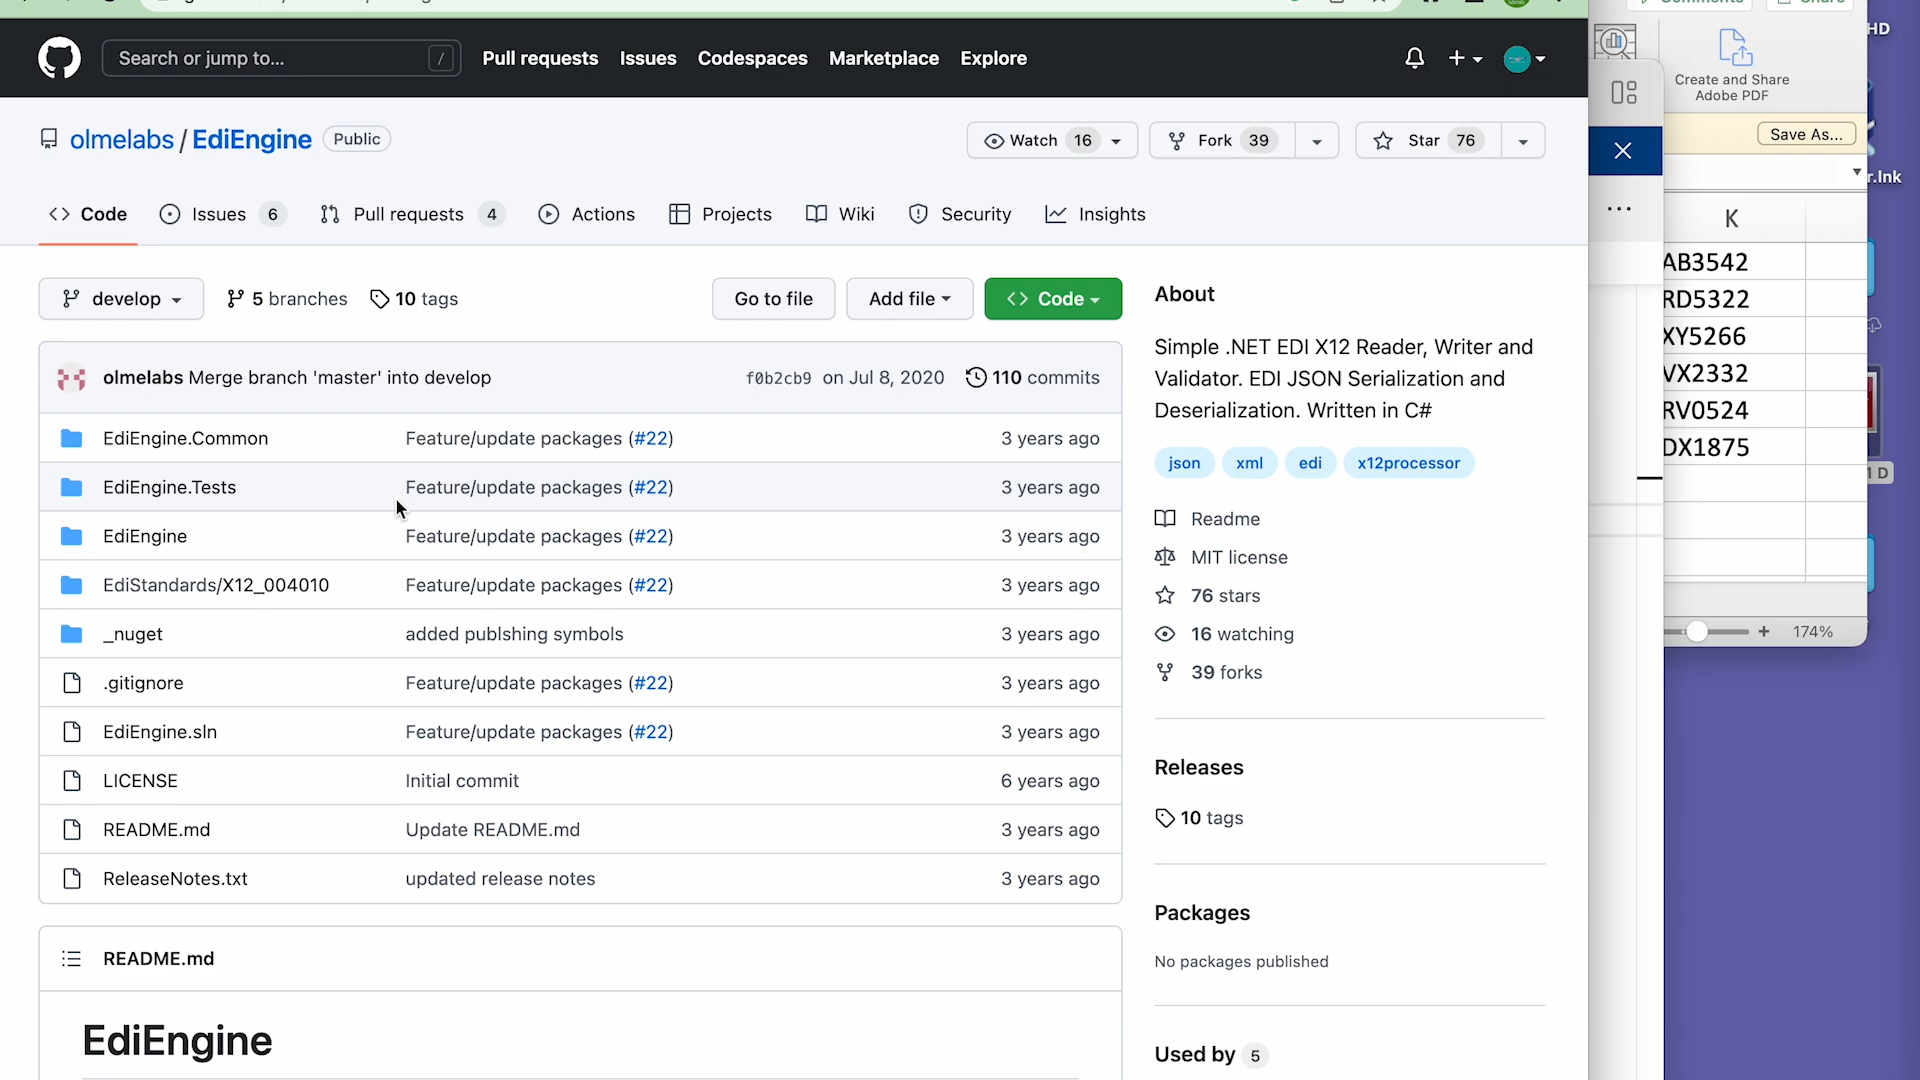 Search or jump to... / Pull requests Issues Codespaces Marketplace Explore
olmelabs / EdiEngine Public
Watch 16 Fork 39 Star 76
Code Issues 6 Pull requests 4 Actions Projects Wiki Security Insights
develop 5 branches 10 tags Go to file Add file Code
olmelabs Merge branch 'master' into develop f0b2cb9 on Jul 8, 2020 110 commits
EdiEngine.Common Feature/update packages (#22) 3 years ago
EdiEngine.Tests Feature/update packages (#22) 3 years ago
EdiEngine Feature/update packages (#22) 3 years ago
EdiStandards/X12_004010 Feature/update packages (#22) 3 years ago
_nuget added publshing symbols 3 years ago
.gitignore Feature/update packages (#22) 3 years ago
EdiEngine.sln Feature/update packages (#22) 3 years ago
LICENSE Initial commit 6 years ago
README.md Update README.md 3 years ago
ReleaseNotes.txt updated release notes 3 years ago
README.md
EdiEngine
About
Simple .NET EDI X12 Reader, Writer and
Validator. EDI JSON Serialization and
Deserialization. Written in C#
json xml edi x12processor
Readme
MIT license
76 stars
16 watching
39 forks
Releases
10 tags
Packages
No packages published
Used by 5
Comments Share
HD
Create and Share
Adobe PDF
Save As...
r.lnk
K
AB3542
RD5322
XY5266
VX2332
RV0524
DX1875
1 D
174%